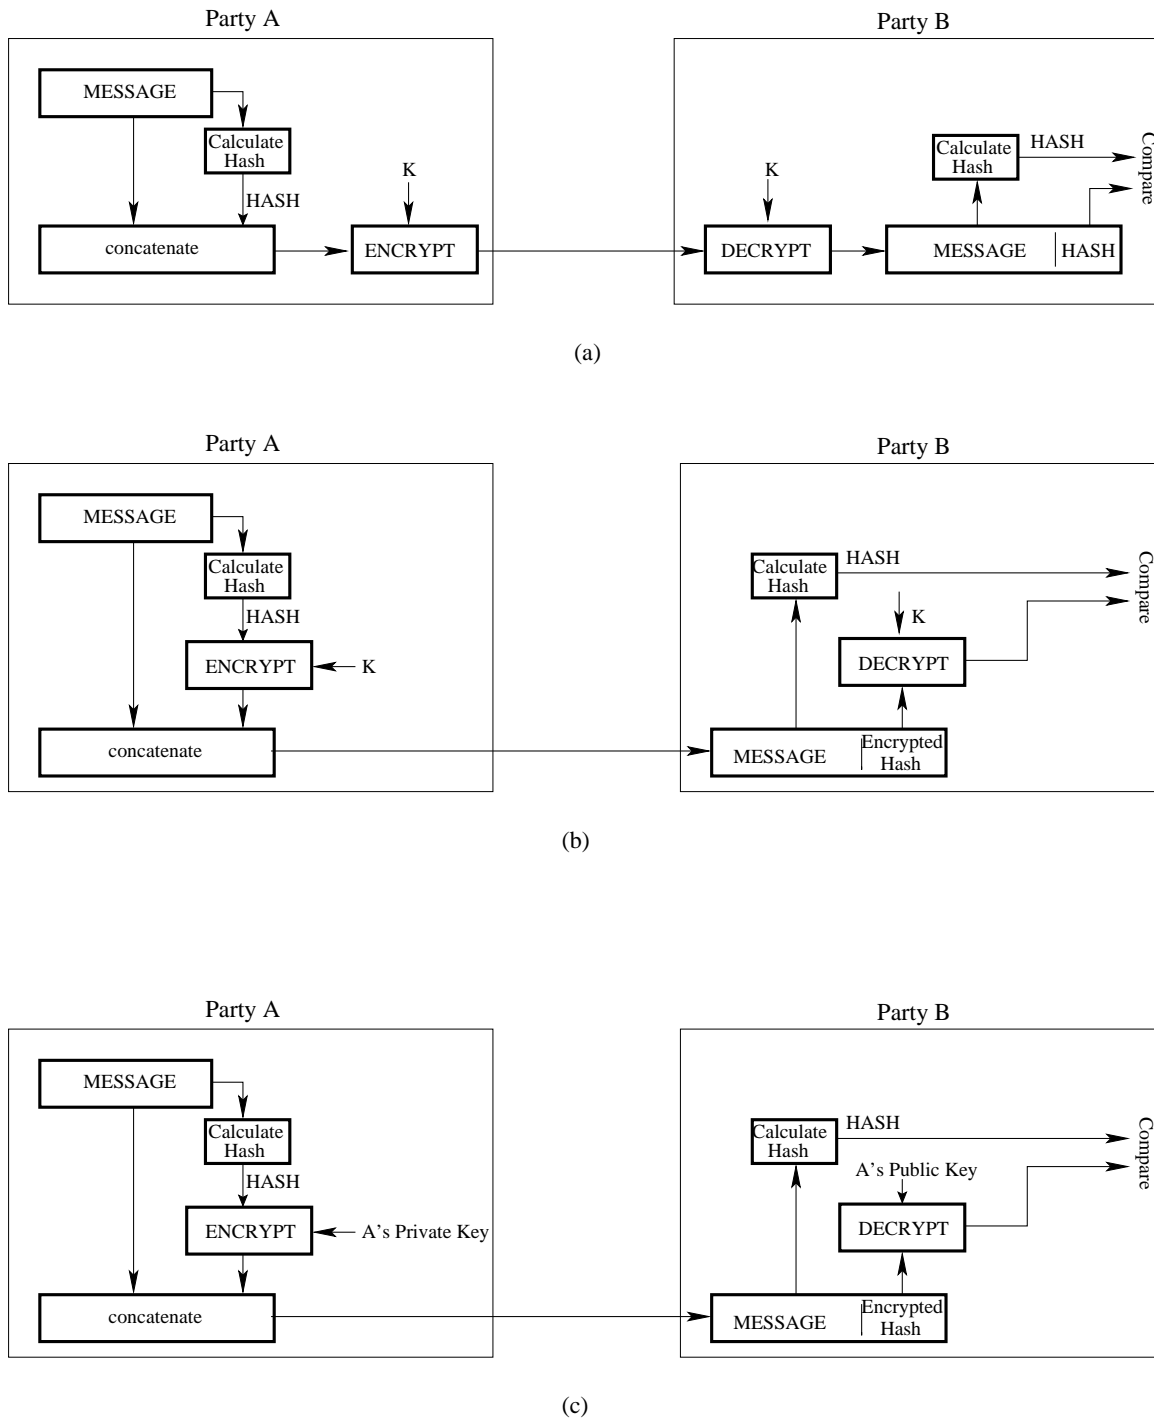 Party A
Party B
MESSAGE
Calculate
Hash
HASH
K
concatenate
ENCRYPT
K
DECRYPT
Calculate
Hash
HASH
MESSAGE
HASH
Compare
(a)
Party A
Party B
MESSAGE
Calculate
Hash
HASH
ENCRYPT
K
concatenate
Calculate
Hash
HASH
K
DECRYPT
MESSAGE
Encrypted
Hash
Compare
(b)
Party A
Party B
MESSAGE
Calculate
Hash
HASH
ENCRYPT
A's Private Key
concatenate
Calculate
Hash
HASH
A's Public Key
DECRYPT
MESSAGE
Encrypted
Hash
Compare
(c)